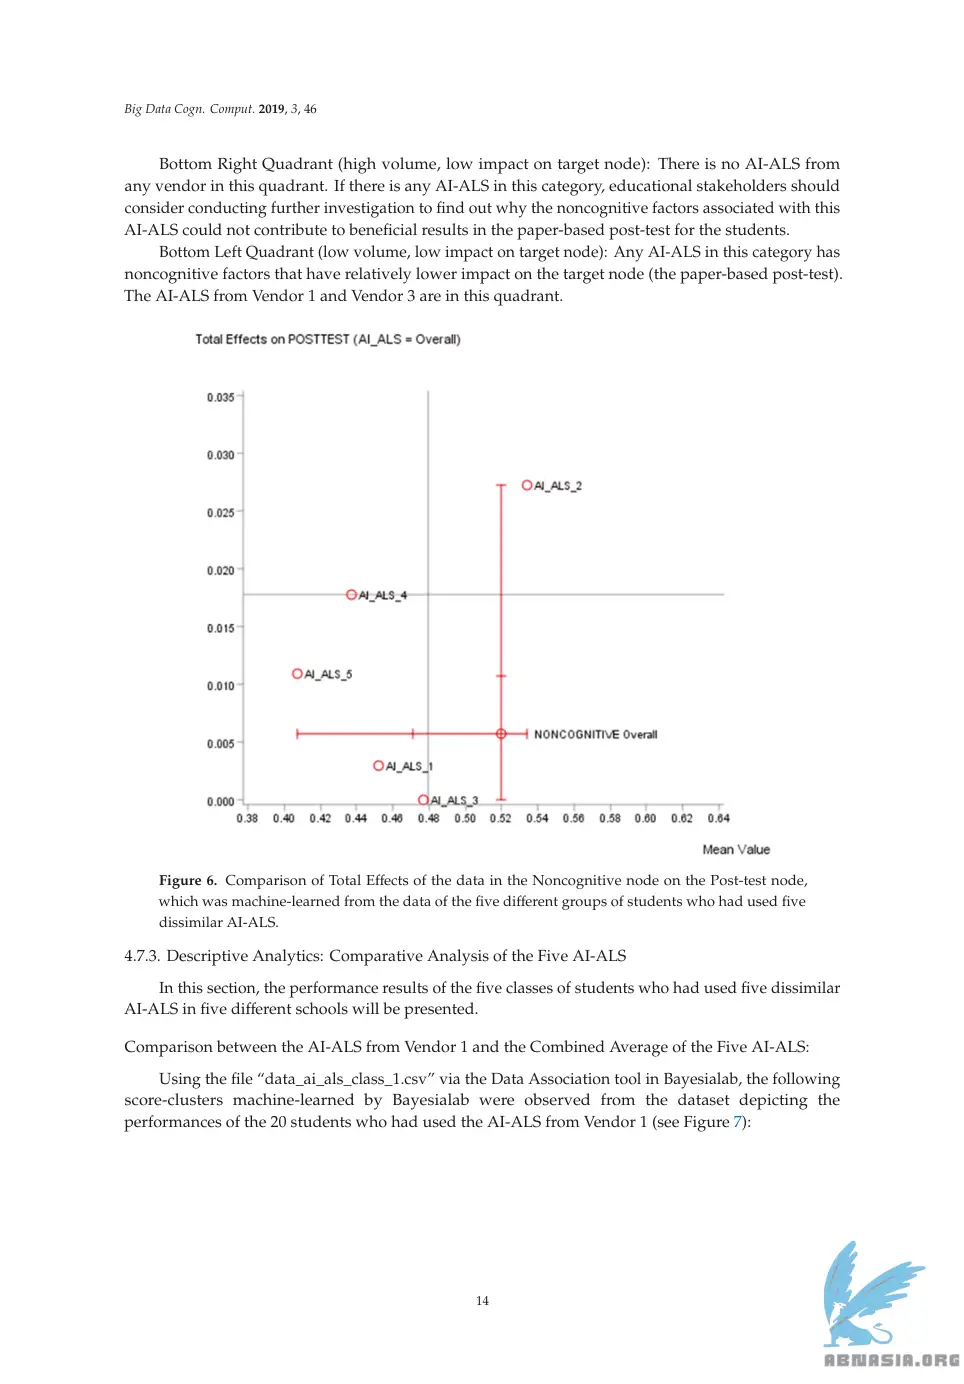 Big Data Cogn. Comput. 2019, 3, 46
Bottom Right Quadrant (high volume, low impact on target node): There is no AI-ALS from
any vendor in this quadrant. If there is any AI-ALS in this category, educational stakeholders should
consider conducting further investigation to find out why the noncognitive factors associated with this
AI-ALS could not contribute to beneficial results in the paper-based post-test for the students.
Bottom Left Quadrant (low volume, low impact on target node): Any AI-ALS in this category has
noncognitive factors that have relatively lower impact on the target node (the paper-based post-test).
The AI-ALS from Vendor 1 and Vendor 3 are in this quadrant.
Total Effects on POSTTEST (AI_ALS = Overall)
0.035
0.030
AI_ALS_2
0.025
0.020
AI_ALS_4
0.015
AI_ALS_5
0.010
NONCOGNITIVE Overall
0.005
AI_ALS_1
0.000
AI_ALS_3
0.38 0.40 0.42 0.44 0.46 0.48 0.50 0.52 0.54 0.56 0.58 0.60 0.62 0.64
Mean Value
Figure 6. Comparison of Total Effects of the data in the Noncognitive node on the Post-test node,
which was machine-learned from the data of the five different groups of students who had used five
dissimilar AI-ALS.
4.7.3. Descriptive Analytics: Comparative Analysis of the Five AI-ALS
In this section, the performance results of the five classes of students who had used five dissimilar
AI-ALS in five different schools will be presented.
Comparison between the AI-ALS from Vendor 1 and the Combined Average of the Five AI-ALS:
Using the file “data_ai_als_class_1.csv” via the Data Association tool in Bayesialab, the following
score-clusters machine-learned by Bayesialab were observed from the dataset depicting the
performances of the 20 students who had used the AI-ALS from Vendor 1 (see Figure 7):
14
ABNASIA.ORG